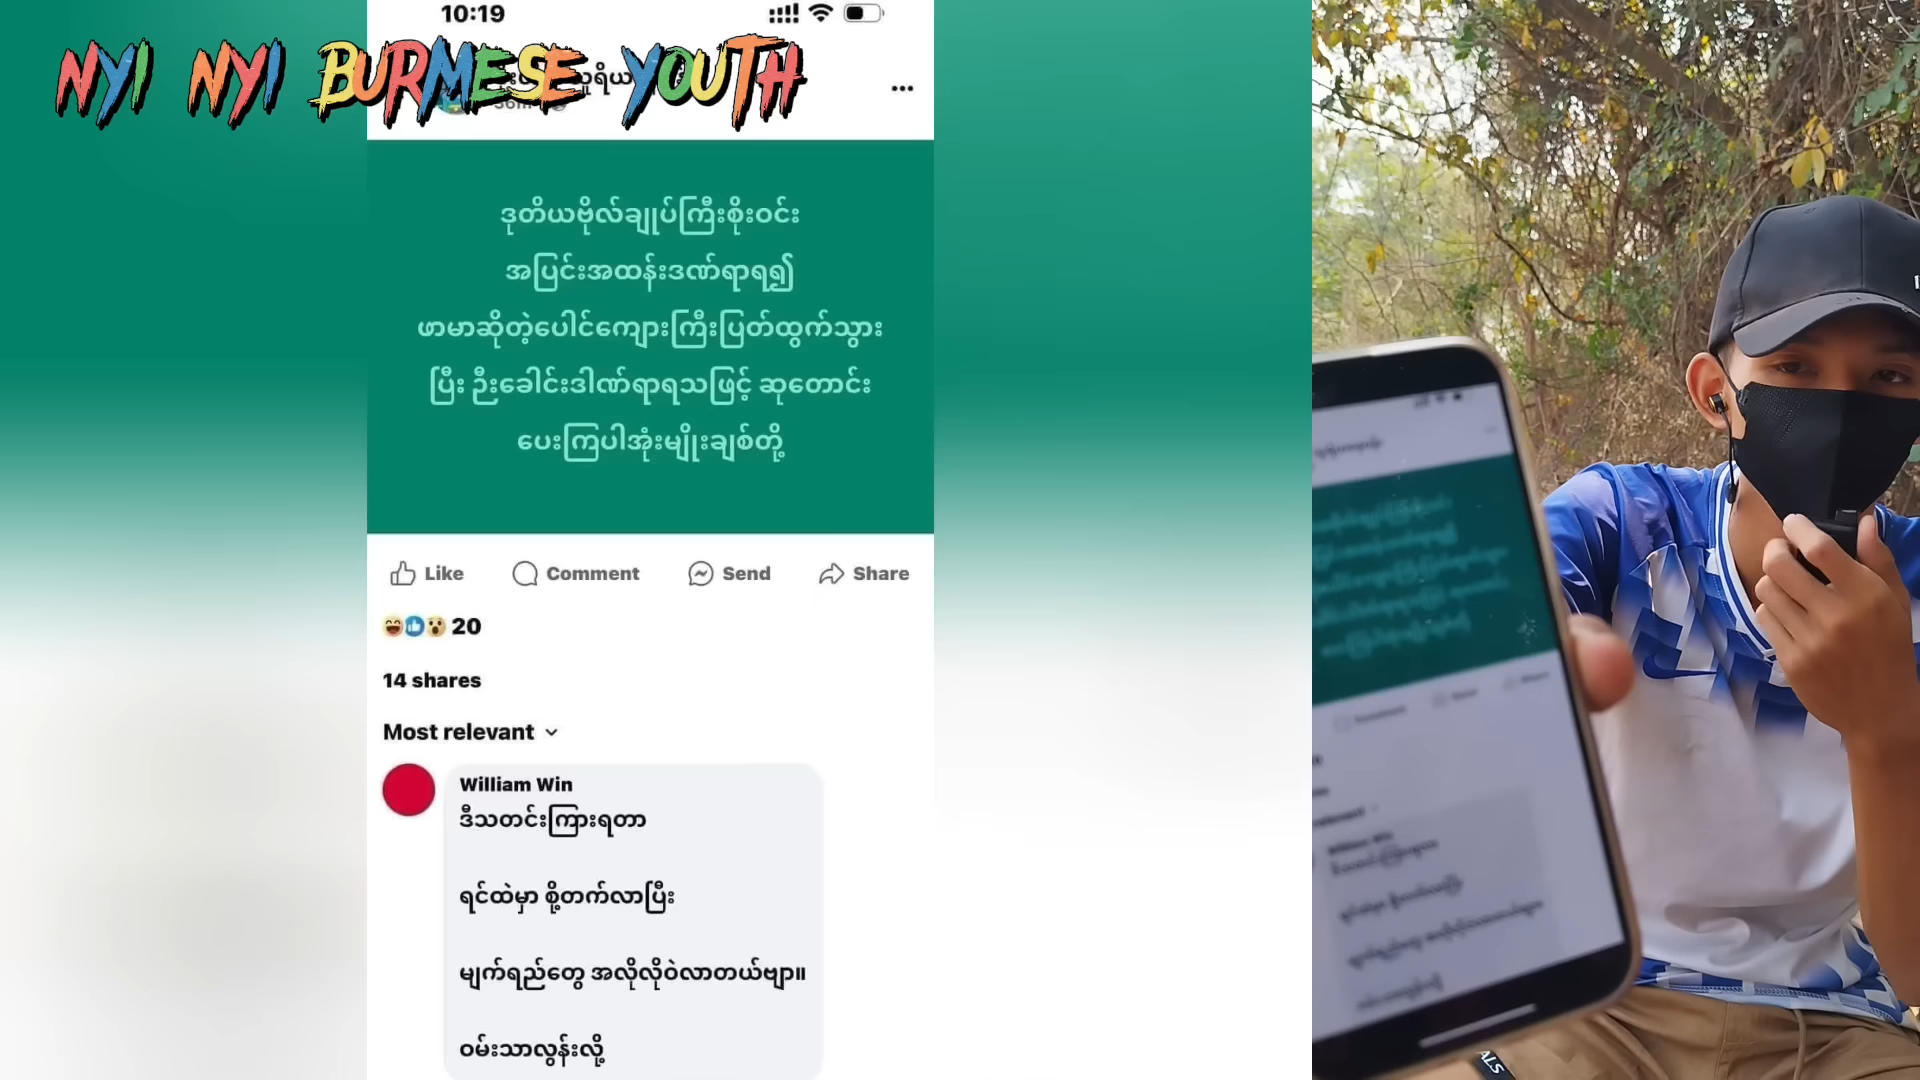 10:19
NYI NYI BURMESE YOUTH
ဒုတိယဗိုလ်ချုပ်ကြီးစိုးဝင်း
အပြင်းအထန်းဒဏ်ရာရ၍
ဖာမာဆိုတဲ့ပေါင်ကျေားကြီးပြတ်ထွက်သွား
ပြီး ဉီးခေါင်းဒါဏ်ရာရသဖြင့် ဆုတောင်း
ပေးကြပါအုံးမျိုးချစ်တို့
Like Comment Send Share
20
14 shares
Most relevant
William Win
ဒီသတင်းကြားရတာ
ရင်ထဲမှာ စို့တက်လာပြီး
မျက်ရည်တွေ အလိုလိုဝဲလာတယ်ဗျာ။
ဝမ်းသာလွန်းလို့